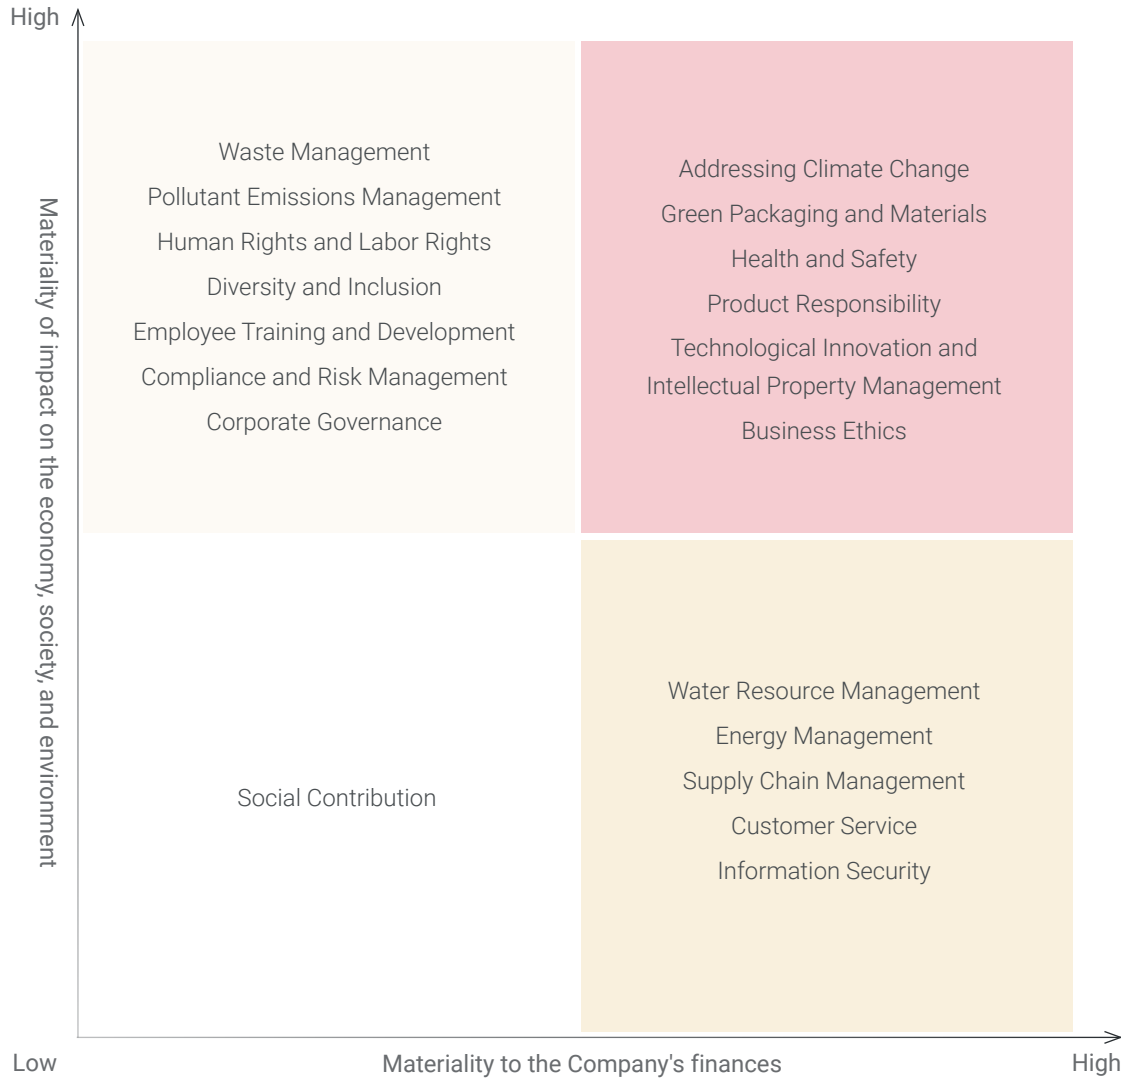 High
Materiality of impact on the economy, society, and environment
Waste Management
Pollutant Emissions Management
Human Rights and Labor Rights
Diversity and Inclusion
Employee Training and Development
Compliance and Risk Management
Corporate Governance
Addressing Climate Change
Green Packaging and Materials
Health and Safety
Product Responsibility
Technological Innovation and
Intellectual Property Management
Business Ethics
Social Contribution
Water Resource Management
Energy Management
Supply Chain Management
Customer Service
Information Security
Low
Materiality to the Company's finances
High